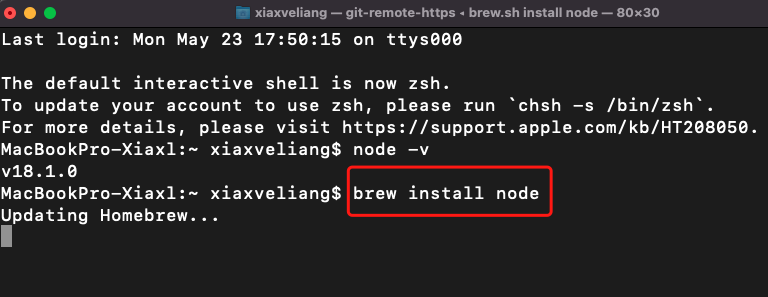 xiaxveliang — git-remote-https ◂ brew.sh install node — 80×30
Last login: Mon May 23 17:50:15 on ttys000
The default interactive shell is now zsh.
To update your account to use zsh, please run `chsh -s /bin/zsh`.
For more details, please visit https://support.apple.com/kb/HT208050.
MacBookPro-Xiaxl:~ xiaxveliang$ node -v
v18.1.0
MacBookPro-Xiaxl:~ xiaxveliang$ brew install node
Updating Homebrew...